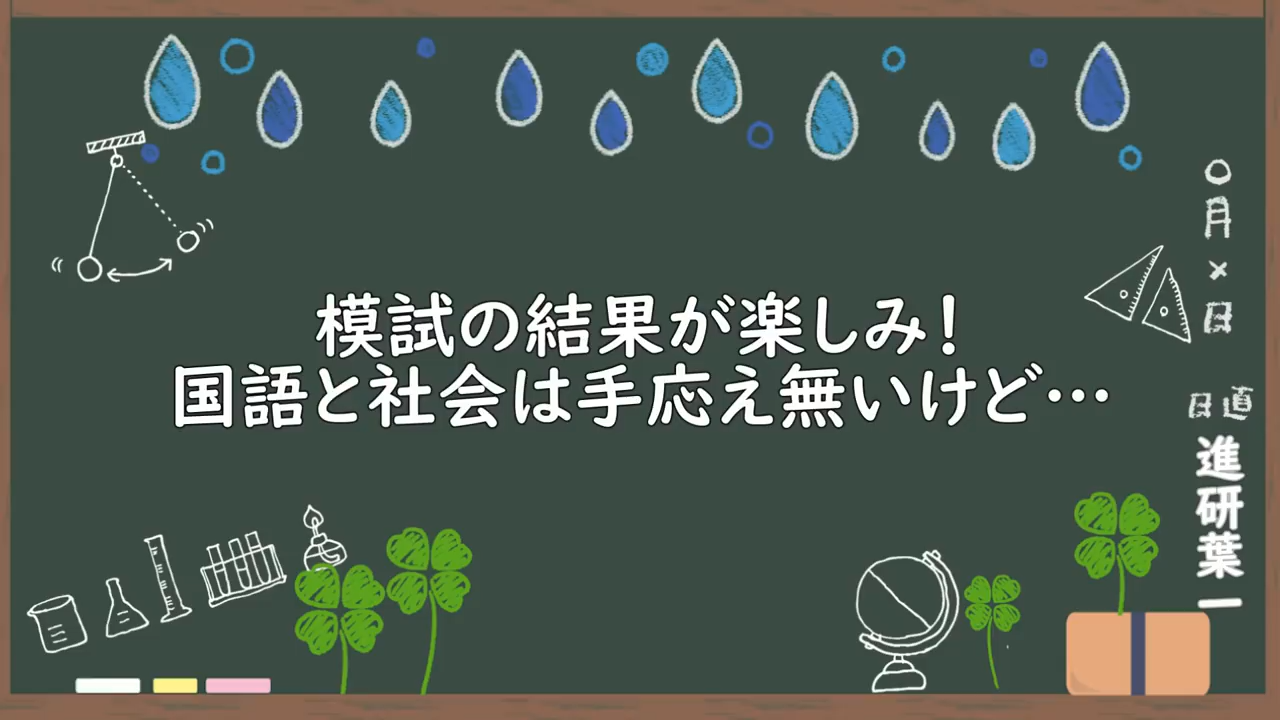 模試の結果が楽しみ!
国語と社会は手応え無いけど…
〇月×日
日直
進研葉一